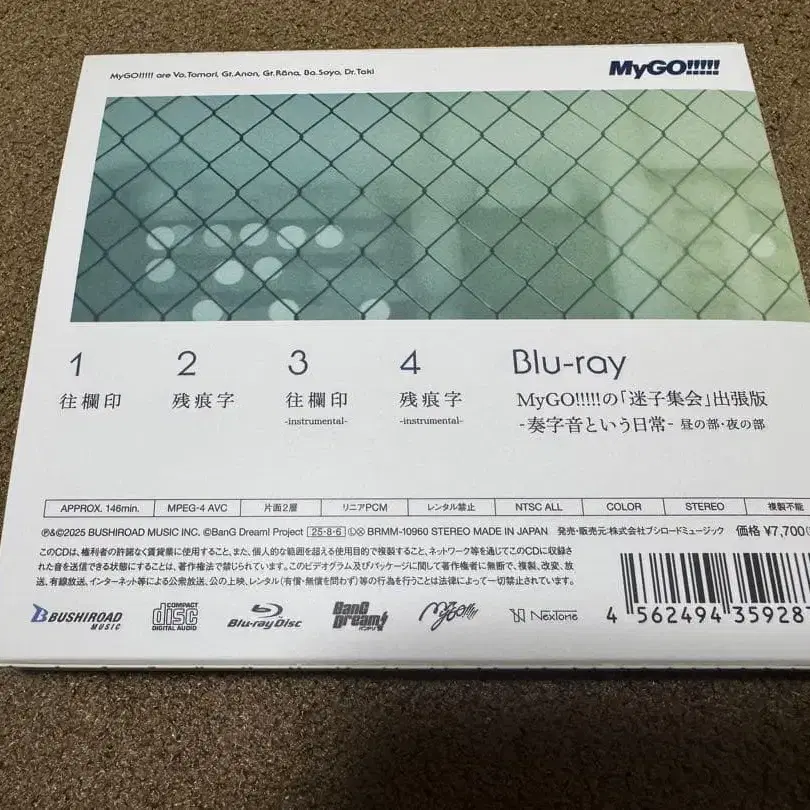 MyGO!!!!! are Vo.Tomori, Gt.Anon, Gt.Rāna, Ba.Soyo, Dr.Taki
MyGO!!!!!
1
往欄印
2
残痕字
3
往欄印
-instrumental-
4
残痕字
-instrumental-
Blu-ray
MyGO!!!!!の「迷子集会」出張版
-奏字音という日常- 昼の部・夜の部
APPROX. 146min. MPEG-4 AVC 片面2層 リニアPCM レンタル禁止 NTSC ALL COLOR STEREO 複製不能
℗&©2025 BUSHIROAD MUSIC INC. ©BanG Dream! Project 25-8-6 Ⓛ Ⓧ BRMM-10960 STEREO MADE IN JAPAN 発売・販売元:株式会社ブシロードミュージック 価格 ¥7,700
このCDは、権利者の許諾なく賃貸業に使用すること、また、個人的な範囲を超える使用目的で複製すること、ネットワーク等を通じてこのCDに収録され
た音を送信できる状態にすることは、著作権法で禁じられています。このビデオグラム及びパッケージに関して著作権者に無断で、複製、改変、放
送、有線放送、インターネット等による公衆放送、公の上映、レンタル(有償・無償を問わず)等の行為を行うことは法律によって一切禁止されています。
BUSHIROAD
MUSIC
COMPACT
disc
DIGITAL AUDIO
Blu-ray Disc
BanG
Dream!
バンドリ!
MyGO!!!!!
NexTone
4 562494 35928